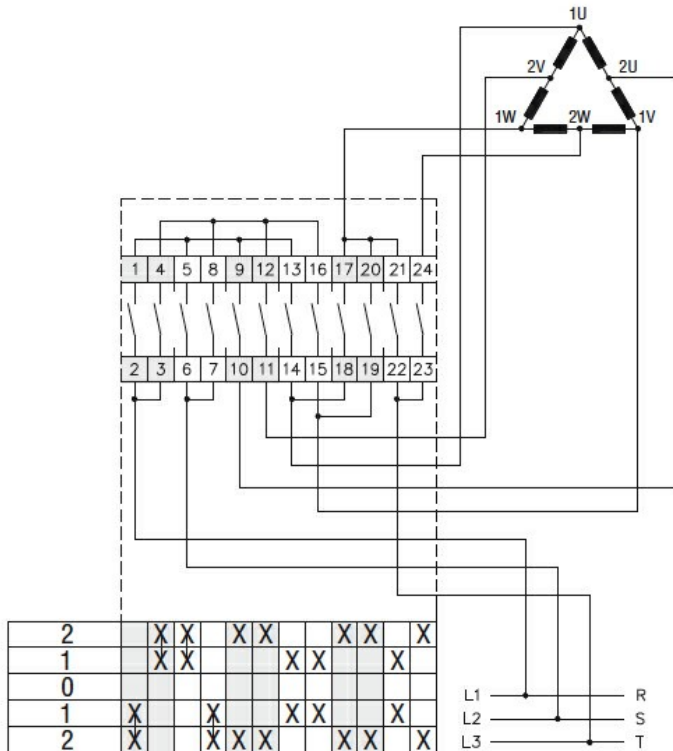 1U
2V 2U
1W 2W 1V
1 4 5 8 9 12 13 16 17 20 21 24
2 3 6 7 10 11 14 15 18 19 22 23
2 X X X X X X X
1 X X X X X
0
1 X X X X X
2 X X X X X X X
L1 R
L2 S
L3 T